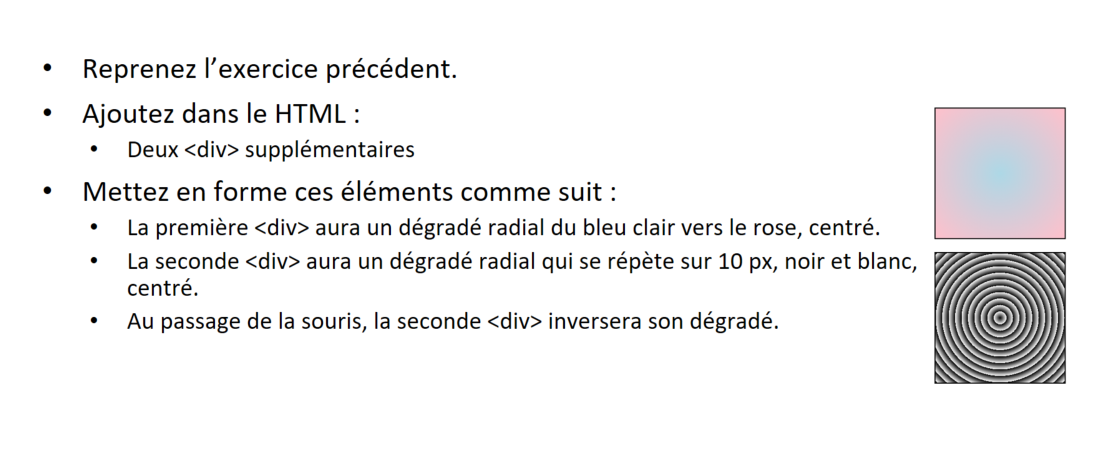 • Reprenez l’exercice précédent.
• Ajoutez dans le HTML :
• Deux <div> supplémentaires
• Mettez en forme ces éléments comme suit :
• La première <div> aura un dégradé radial du bleu clair vers le rose, centré.
• La seconde <div> aura un dégradé radial qui se répète sur 10 px, noir et blanc,
centré.
• Au passage de la souris, la seconde <div> inversera son dégradé.